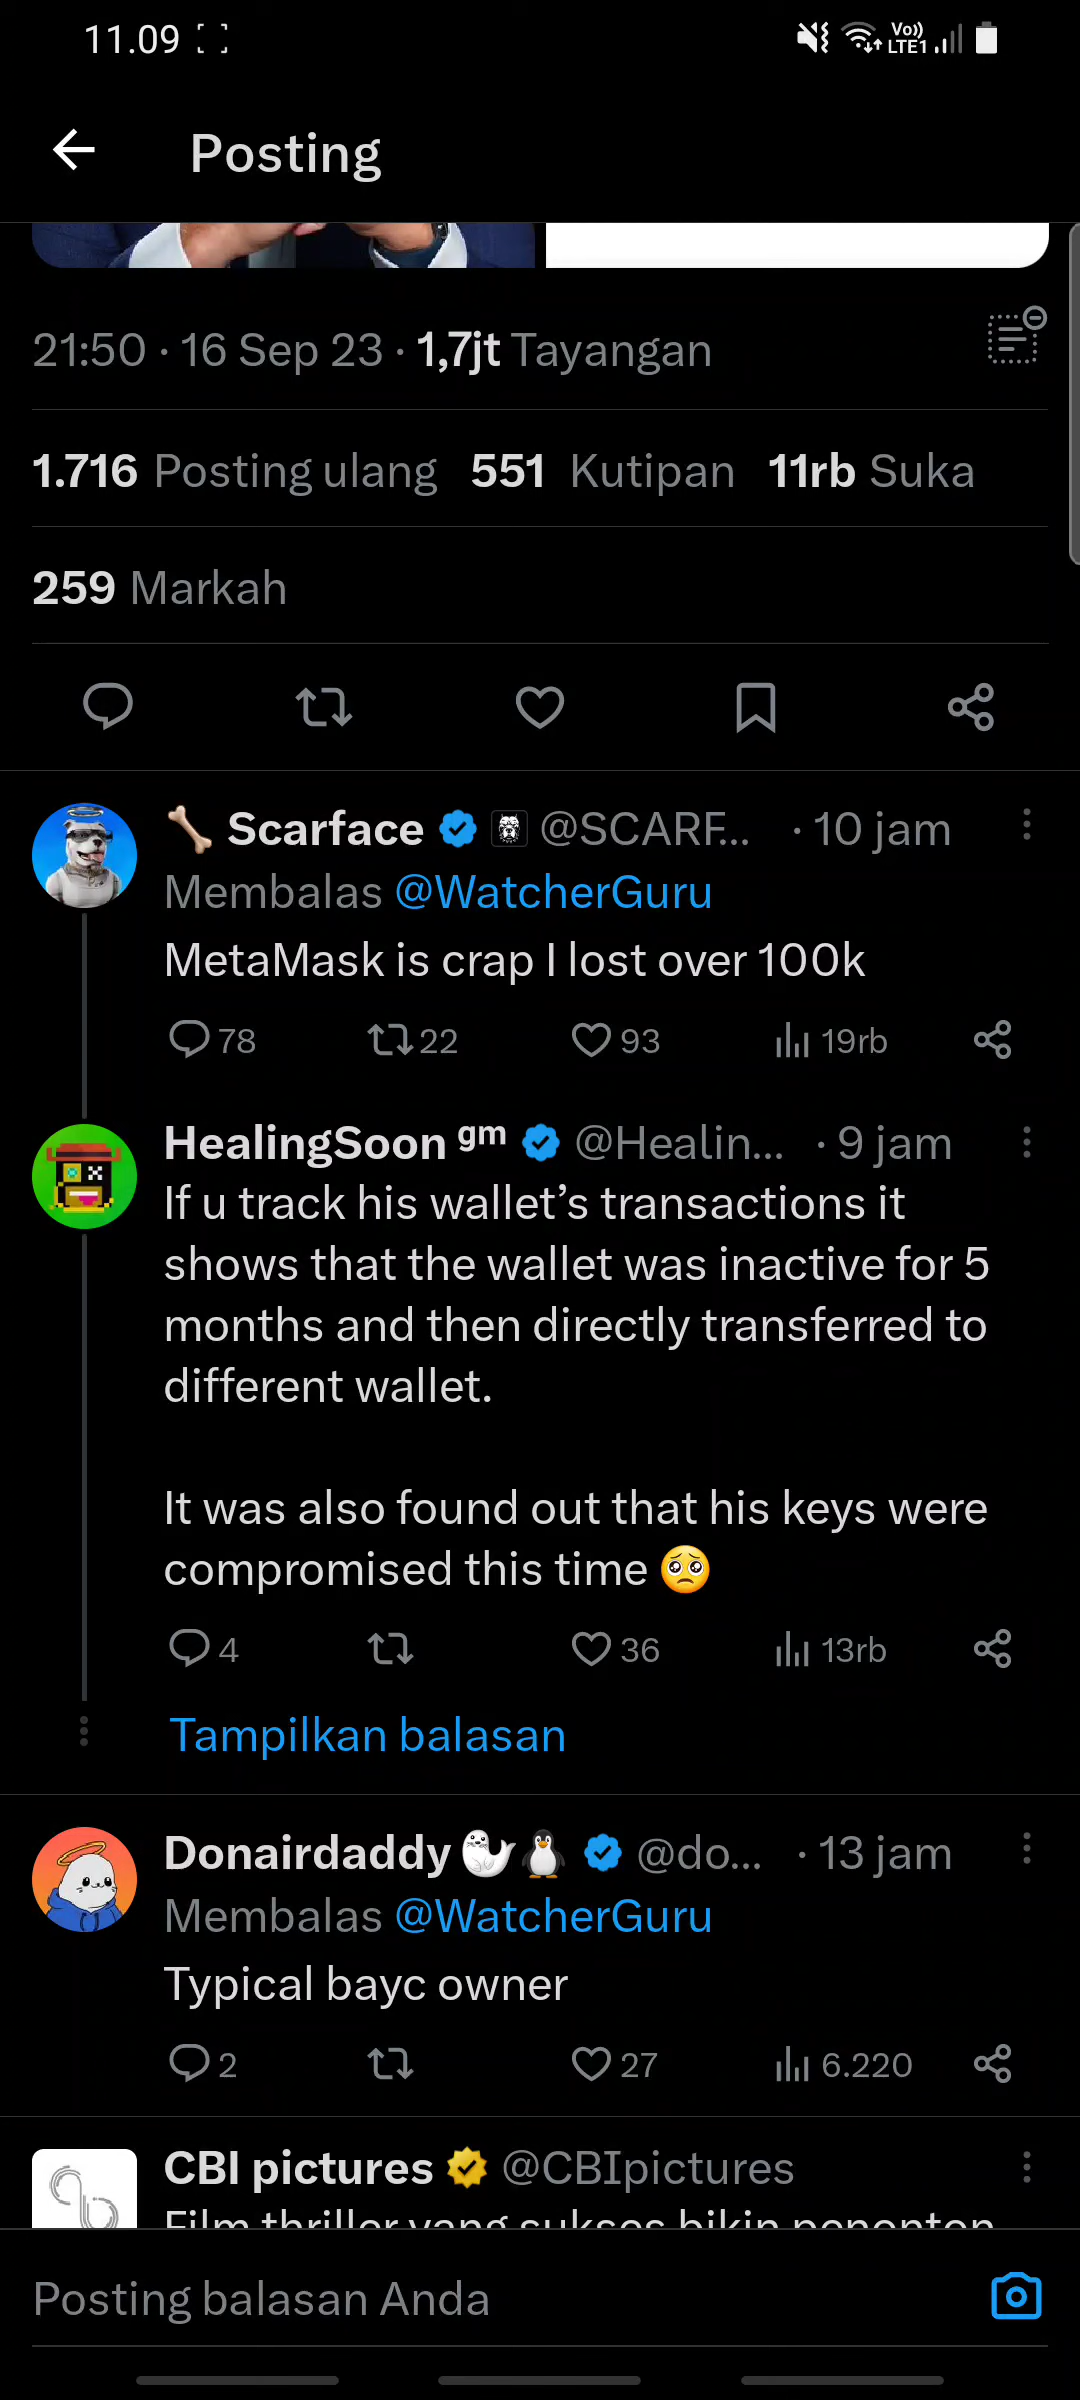 11.09
Vo))
LTE1
Posting
21:50 · 16 Sep 23 · 1,7jt Tayangan
1.716 Posting ulang 551 Kutipan 11rb Suka
259 Markah
🦴 Scarface @SCARF... · 10 jam
Membalas @WatcherGuru
MetaMask is crap I lost over 100k
78 22 93 19rb
HealingSoon gm @Healin... · 9 jam
If u track his wallet’s transactions it
shows that the wallet was inactive for 5
months and then directly transferred to
different wallet.
It was also found out that his keys were
compromised this time 🥺
4 36 13rb
Tampilkan balasan
Donairdaddy 🦭🐧 @do... · 13 jam
Membalas @WatcherGuru
Typical bayc owner
2 27 6.220
CBI pictures @CBIpictures
Film thriller yang sukses bikin penonton
Posting balasan Anda